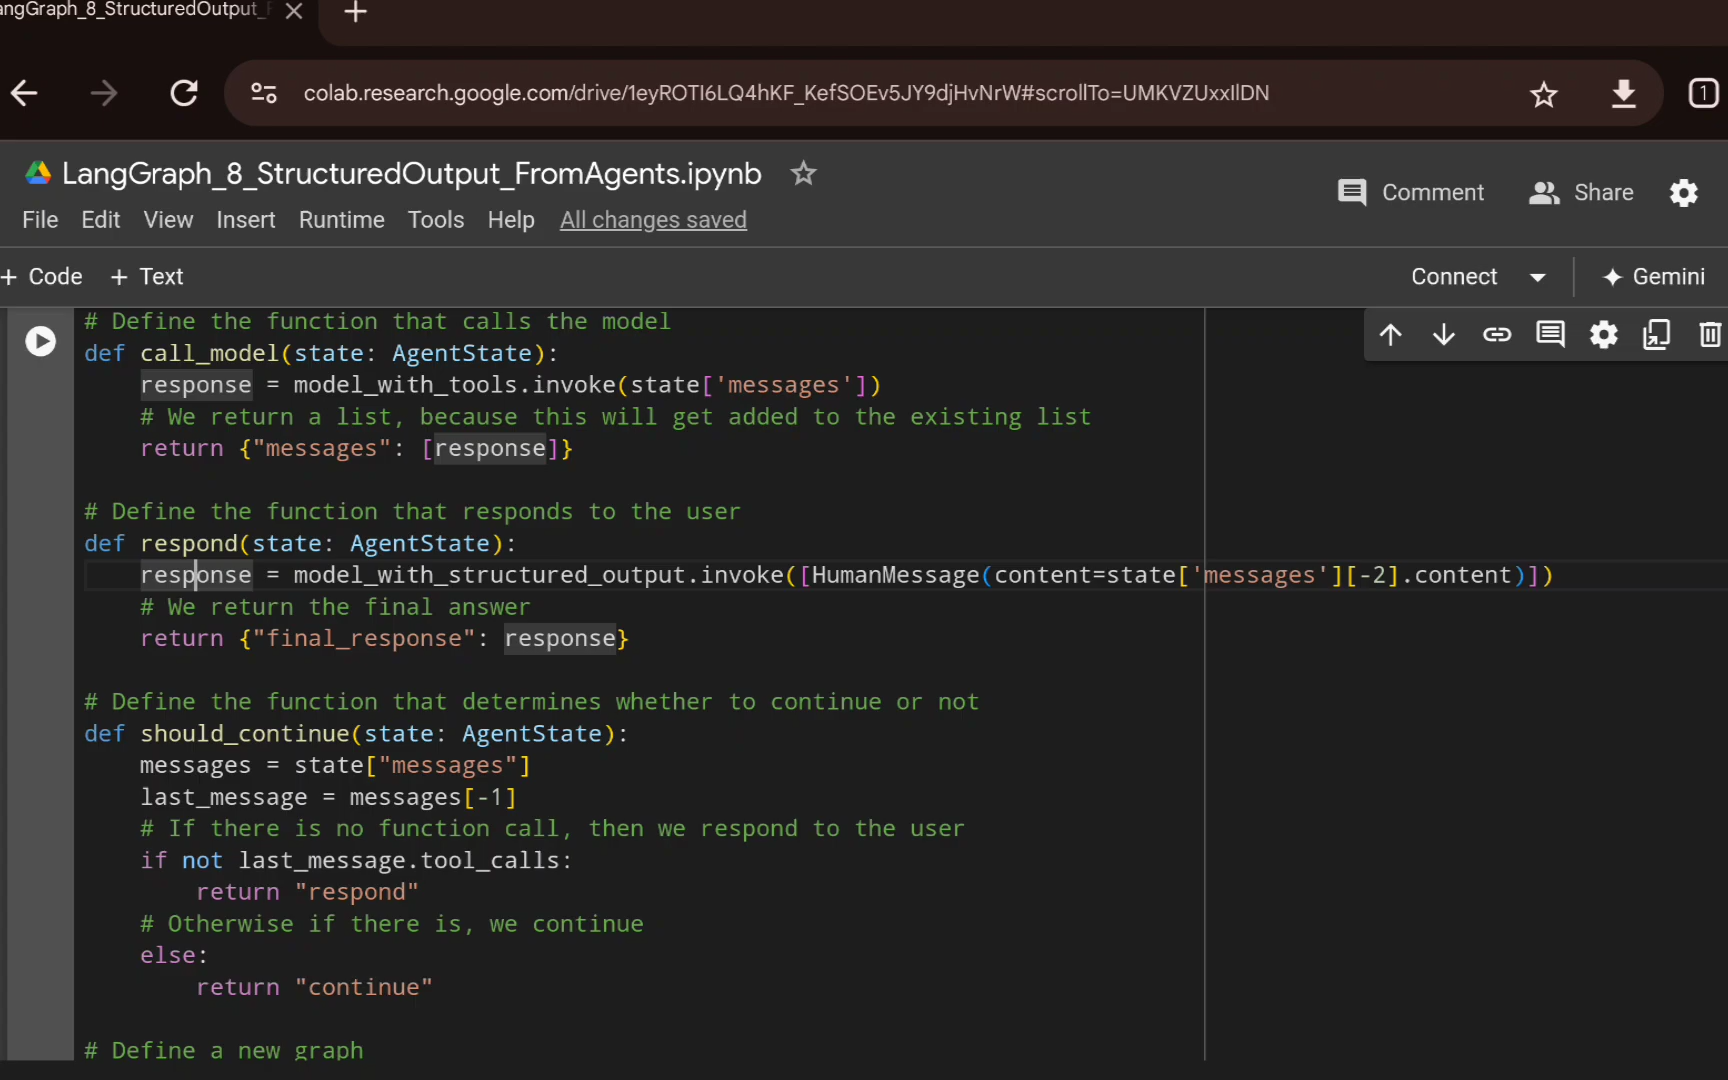 angGraph_8_StructuredOutput_F
colab.research.google.com/drive/1eyROTI6LQ4hKF_KefSOEv5JY9djHvNrW#scrollTo=UMKVZUxxIlDN
1
LangGraph_8_StructuredOutput_FromAgents.ipynb
Comment Share
File Edit View Insert Runtime Tools Help All changes saved
+ Code + Text Connect Gemini
# Define the function that calls the model
def call_model(state: AgentState):
    response = model_with_tools.invoke(state['messages'])
    # We return a list, because this will get added to the existing list
    return {"messages": [response]}
# Define the function that responds to the user
def respond(state: AgentState):
    response = model_with_structured_output.invoke([HumanMessage(content=state['messages'][-2].content)])
    # We return the final answer
    return {"final_response": response}
# Define the function that determines whether to continue or not
def should_continue(state: AgentState):
    messages = state["messages"]
    last_message = messages[-1]
    # If there is no function call, then we respond to the user
    if not last_message.tool_calls:
        return "respond"
    # Otherwise if there is, we continue
    else:
        return "continue"
# Define a new graph